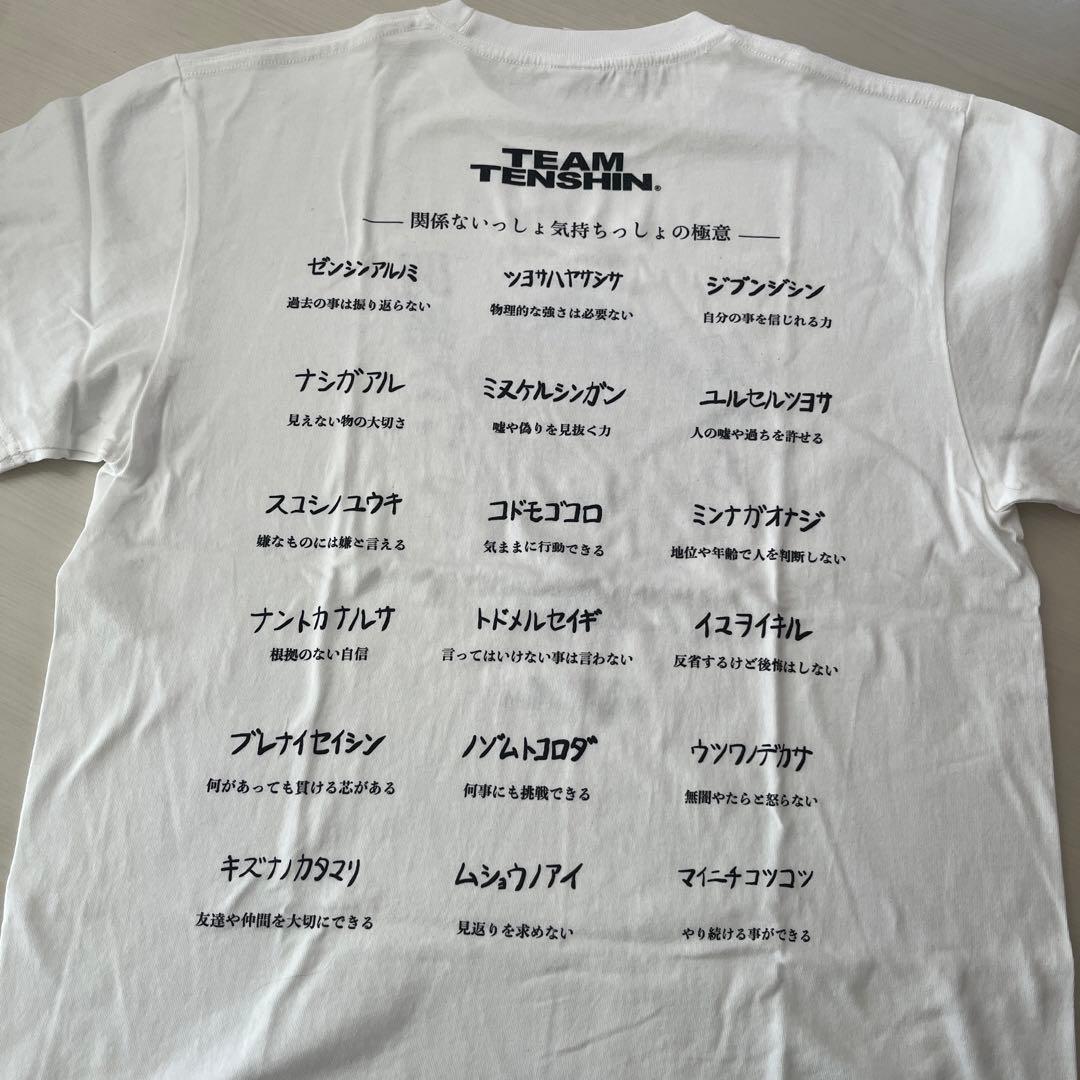 TEAM
TENSHIN®
関係ないっしょ気持ちっしょの極意
ゼンシンアルノミ
過去の事は振り返らない
ツヨサハヤサシサ
物理的な強さは必要ない
ジブンジシン
自分の事を信じれる力
ナシガアル
見えない物の大切さ
ミヌケルシンガン
嘘や偽りを見抜く力
ユルセルツヨサ
人の嘘や過ちを許せる
スコシノユウキ
嫌なものには嫌と言える
コドモゴコロ
気ままに行動できる
ミンナガオナジ
地位や年齢で人を判断しない
ナントカナルサ
根拠のない自信
トドメルセイギ
言ってはいけない事は言わない
イマヲイキル
反省するけど後悔はしない
ブレナイセイシン
何があっても貫ける芯がある
ノゾムトコロダ
何事にも挑戦できる
ウツワノデカサ
無闇やたらと怒らない
キズナノカタマリ
友達や仲間を大切にできる
ムショウノアイ
見返りを求めない
マイニチコツコツ
やり続ける事ができる